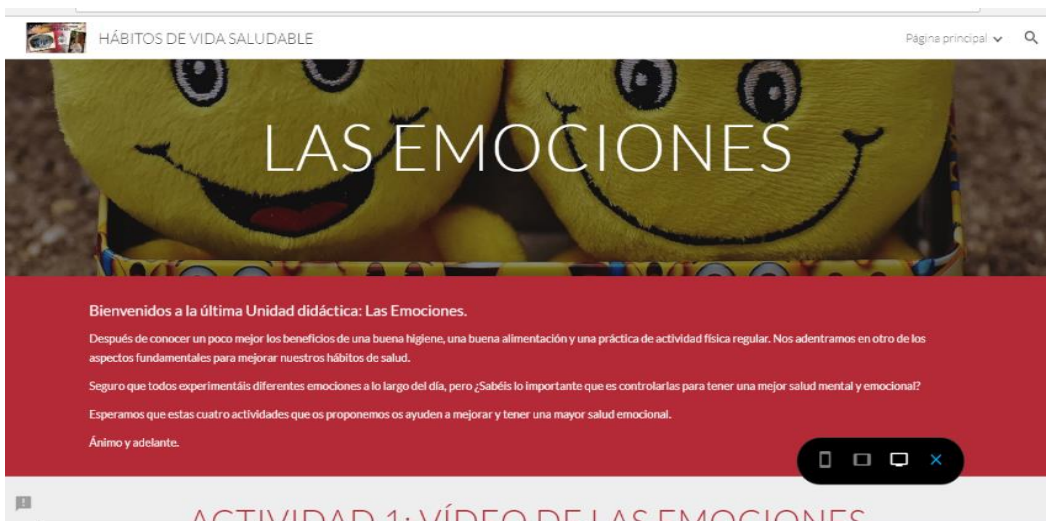 HÁBITOS DE VIDA SALUDABLE
Página principal
LAS EMOCIONES
Bienvenidos a la última Unidad didáctica: Las Emociones.
Después de conocer un poco mejor los beneficios de una buena higiene, una buena alimentación y una práctica de actividad física regular. Nos adentramos en otro de los
aspectos fundamentales para mejorar nuestros hábitos de salud.
Seguro que todos experimentáis diferentes emociones a lo largo del día, pero ¿Sabéis lo importante que es controlarlas para tener una mejor salud mental y emocional?
Esperamos que estas cuatro actividades que os proponemos os ayuden a mejorar y tener una mayor salud emocional.
Ánimo y adelante.
ACTIVIDAD 1: VÍDEO DE LAS EMOCIONES